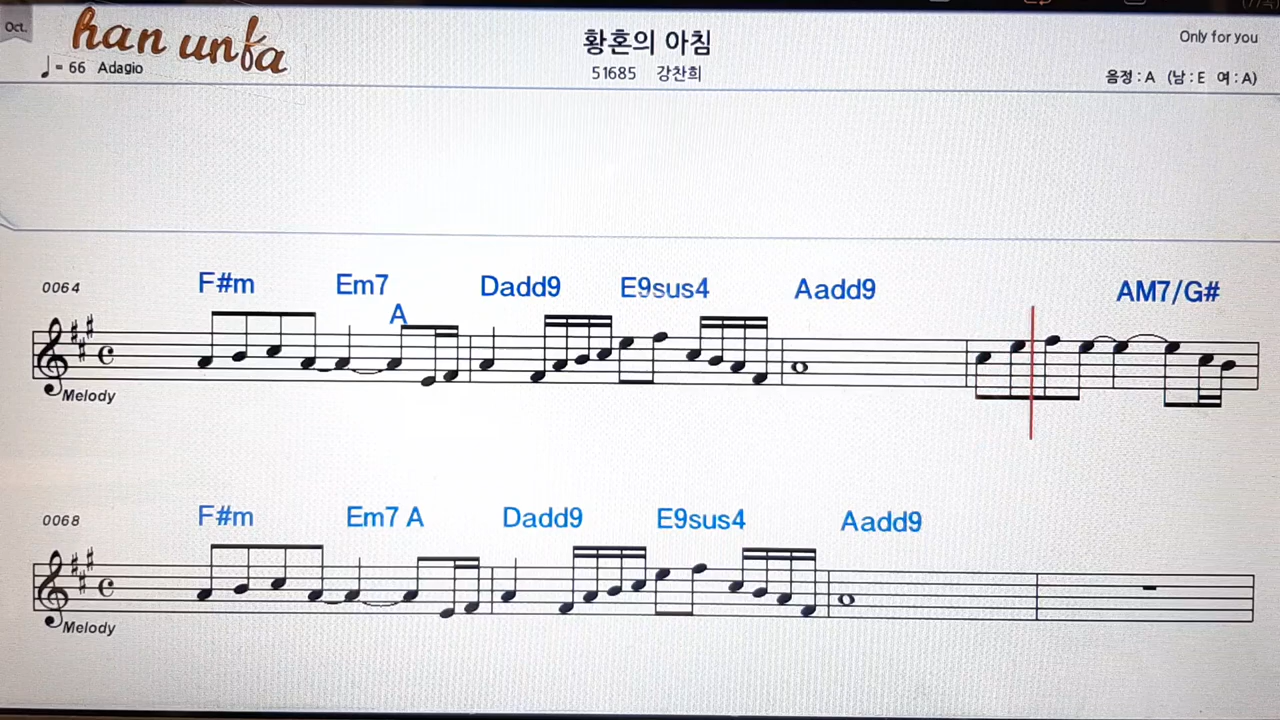 Oct.
han unfa
♩= 66 Adagio
황혼의 아침
51685 강찬희
Only for you
음정 : A (남 : E 여 : A)
0064
F#m Em7 A Dadd9 E9sus4 Aadd9 AM7/G#
Melody
0068
F#m Em7 A Dadd9 E9sus4 Aadd9
Melody